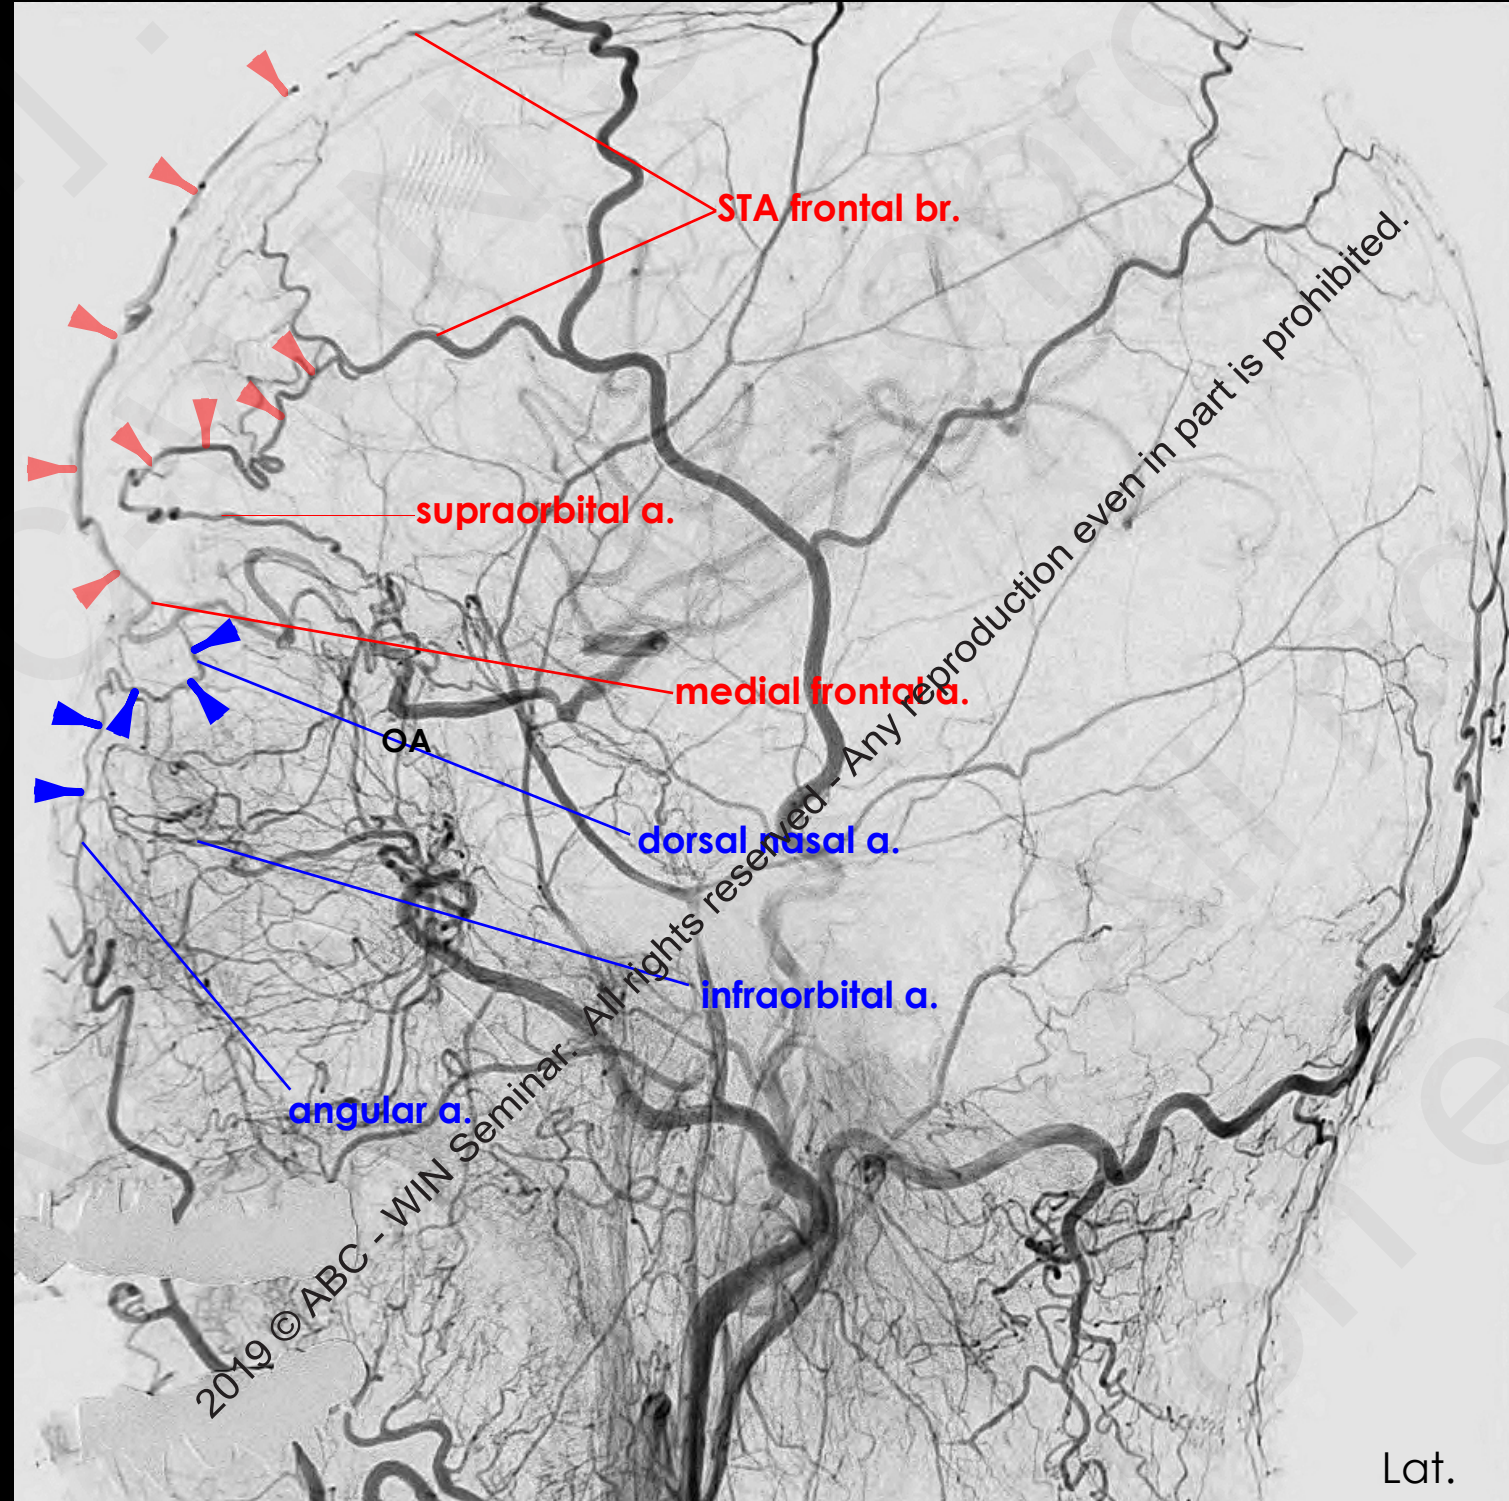 STA frontal br.
supraorbital a.
medial frontal a.
OA
dorsal nasal a.
infraorbital a.
angular a.
2019 © ABC - WIN Seminar. All rights reserved - Any reproduction even in part is prohibited.
Lat.